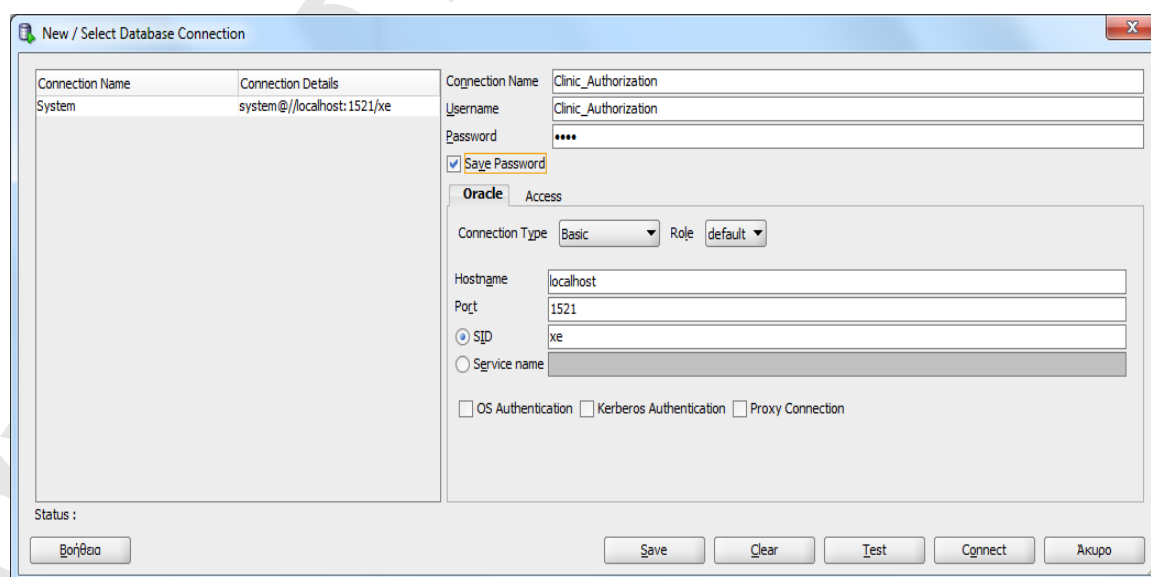 New / Select Database Connection
X
Connection Name Connection Details
System system@//localhost:1521/xe
Connection Name Clinic_Authorization
Username Clinic_Authorization
Password ••••
Save Password
Oracle Access
Connection Type Basic Role default
Hostname localhost
Port 1521
SID xe
Service name
OS Authentication Kerberos Authentication Proxy Connection
Status :
Βοήθεια Save Clear Test Connect Άκυρο